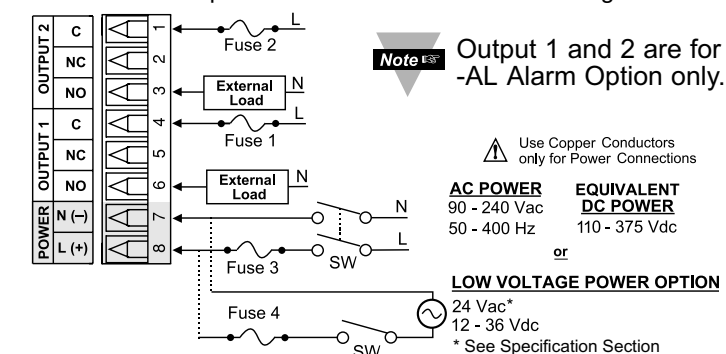 OUTPUT 2
C
NC
NO
OUTPUT 1
C
NC
NO
POWER
N (–)
L (+)
1
2
3
4
5
6
7
8
L
Fuse 2
External
Load
N
L
Fuse 1
External
Load
N
N
L
Fuse 3
SW
Fuse 4
SW
Note
Output 1 and 2 are for
-AL Alarm Option only.
Use Copper Conductors
only for Power Connections
AC POWER
90 - 240 Vac
50 - 400 Hz
EQUIVALENT
DC POWER
110 - 375 Vdc
or
LOW VOLTAGE POWER OPTION
24 Vac*
12 - 36 Vdc
* See Specification Section